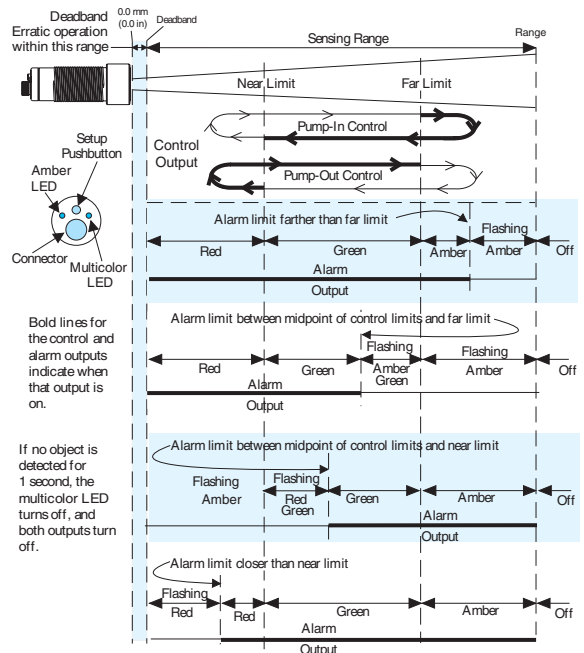 Deadband
Erratic operation
within this range
0.0 mm
(0.0 in)
Deadband
Sensing Range
Range
Near Limit
Far Limit
Control
Output
Pump-In Control
Pump-Out Control
Setup
Pushbutton
Amber
LED
Connector
Multicolor
LED
Alarm limit farther than far limit
Red
Green
Amber
Flashing
Amber
Off
Alarm
Output
Bold lines for
the control and
alarm outputs
indicate when
that output is
on.
Alarm limit between midpoint of control limits and far limit
Red
Green
Flashing
Amber
Green
Flashing
Amber
Off
Alarm
Output
If no object is
detected for
1 second, the
multicolor LED
turns off, and
both outputs turn
off.
Alarm limit between midpoint of control limits and near limit
Flashing
Amber
Flashing
Red
Green
Green
Amber
Off
Alarm
Output
Alarm limit closer than near limit
Flashing
Red
Red
Green
Amber
Off
Alarm
Output